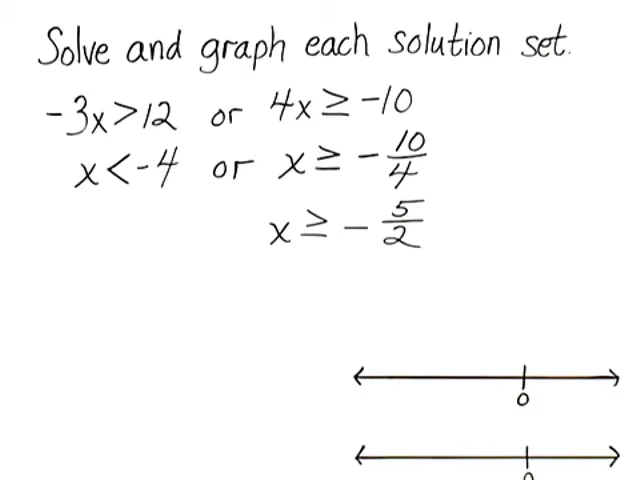 Solve and graph each solution set.
-3x > 12 or 4x ≥ -10
x < -4 or x ≥ -10/4
x ≥ -5/2
0
0